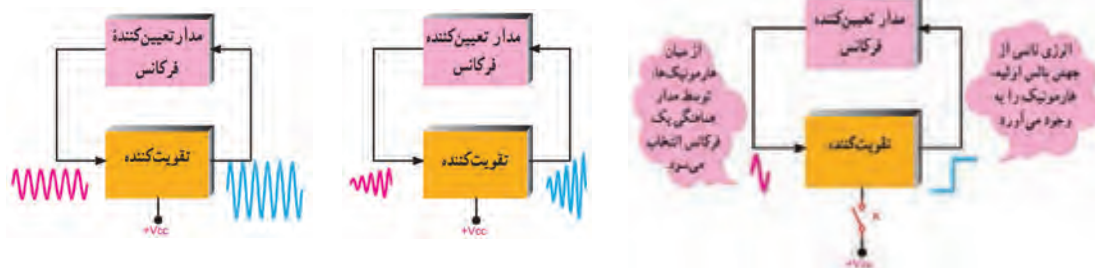 مدار تعیین‌کننده
فرکانس
از میان
هارمونیک‌ها،
توسط مدار
هماهنگی یک
فرکانس انتخاب
می‌شود.
انرژی ناشی از
جهش پالس اولیه،
هارمونیک را به
وجود می‌آورد
تقویت‌کننده
K
+Vcc
مدار تعیین‌کننده
فرکانس
تقویت‌کننده
+Vcc
مدار تعیین‌کنندهٔ
فرکانس
تقویت‌کننده
+Vcc